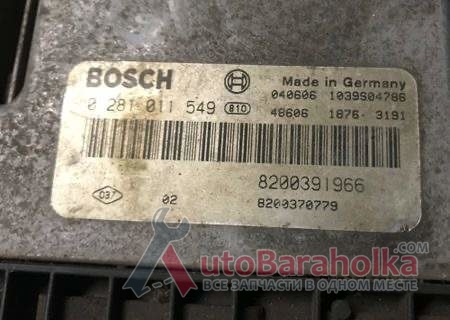 BOSCH
Made in Germany
040606 1039S04786
0 281 011 549 810
48606 1876-3191
8200391966
037 02 8200370779
AutoBaraholka.com
ВСЕ ЗАПЧАСТИ В ОДНОМ МЕСТЕ